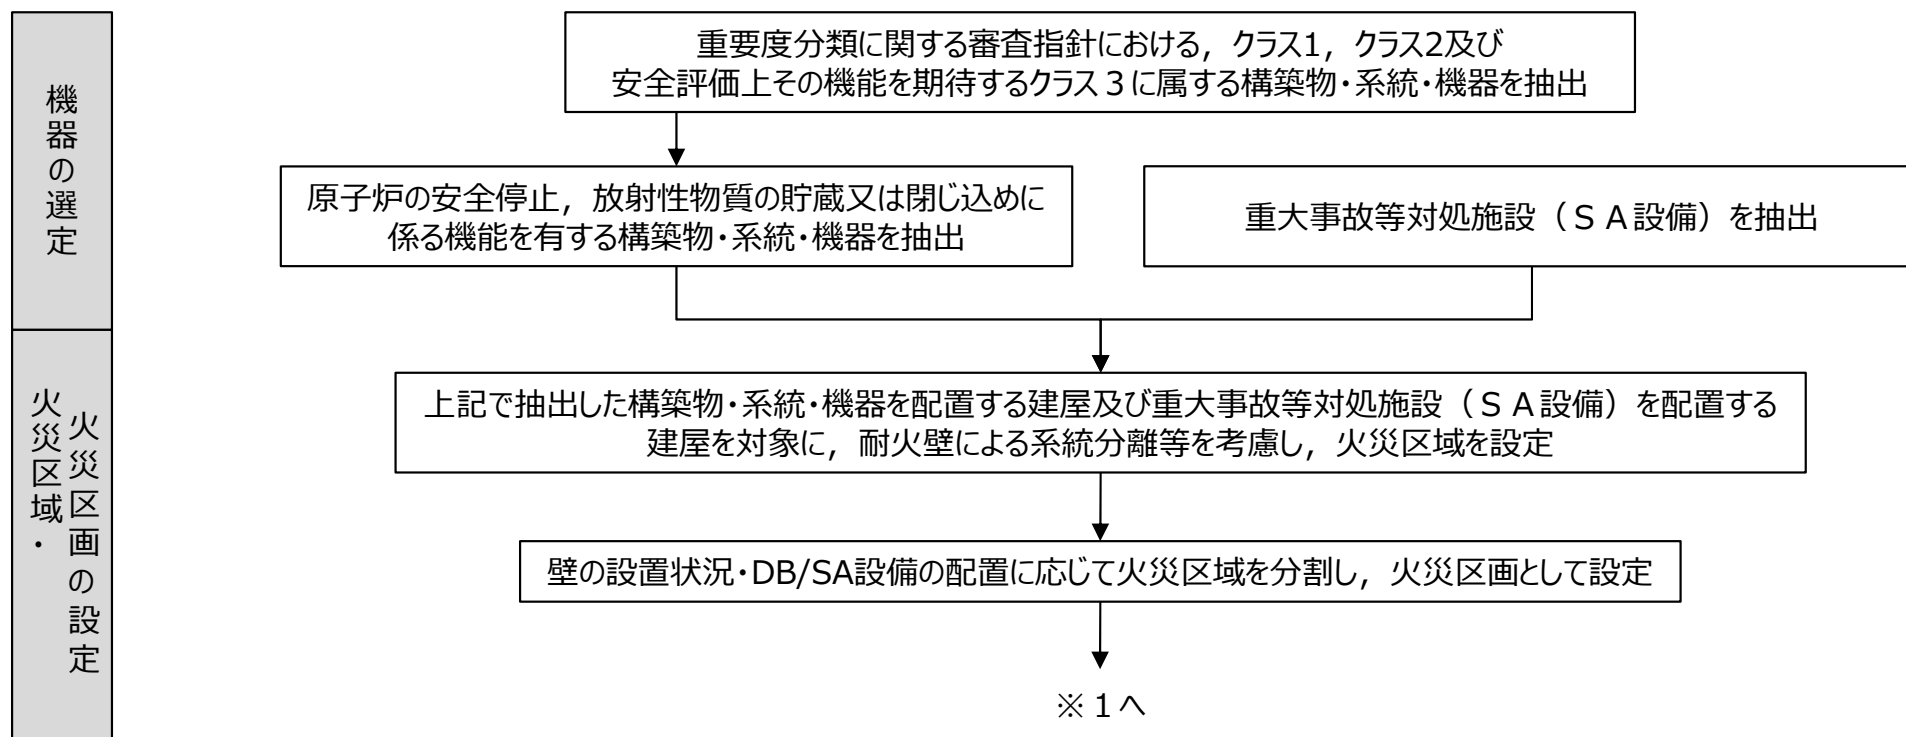 機器の選定
重要度分類に関する審査指針における，クラス1，クラス2及び
安全評価上その機能を期待するクラス３に属する構築物・系統・機器を抽出
原子炉の安全停止，放射性物質の貯蔵又は閉じ込めに
係る機能を有する構築物・系統・機器を抽出
重大事故等対処施設（ＳＡ設備）を抽出
火災区域・
火災区画の設定
上記で抽出した構築物・系統・機器を配置する建屋及び重大事故等対処施設（ＳＡ設備）を配置する
建屋を対象に，耐火壁による系統分離等を考慮し，火災区域を設定
壁の設置状況・DB/SA設備の配置に応じて火災区域を分割し，火災区画として設定
※１へ